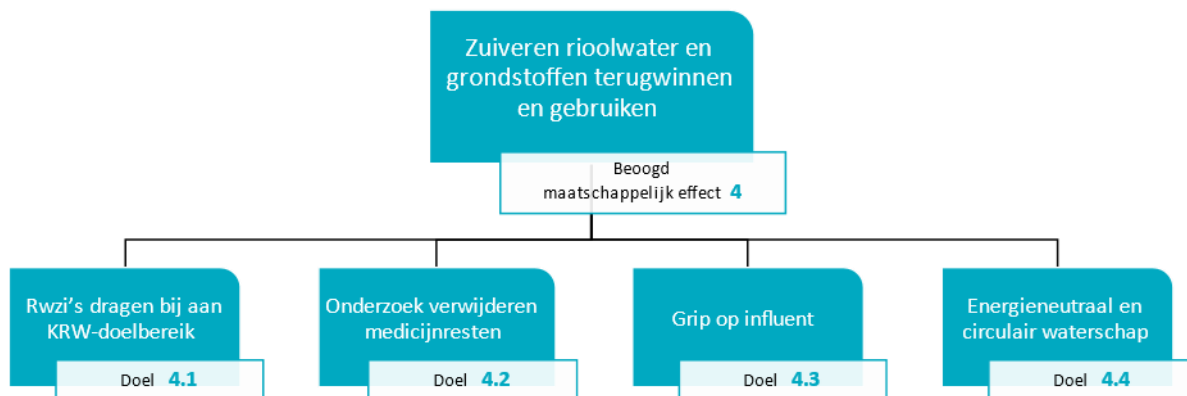 Zuiveren rioolwater en
grondstoffen terugwinnen
en gebruiken
Beoogd
maatschappelijk effect 4
Rwzi's dragen bij aan
KRW-doelbereik
Doel 4.1
Onderzoek verwijderen
medicijnresten
Doel 4.2
Grip op influent
Doel 4.3
Energieneutraal en
circulair waterschap
Doel 4.4